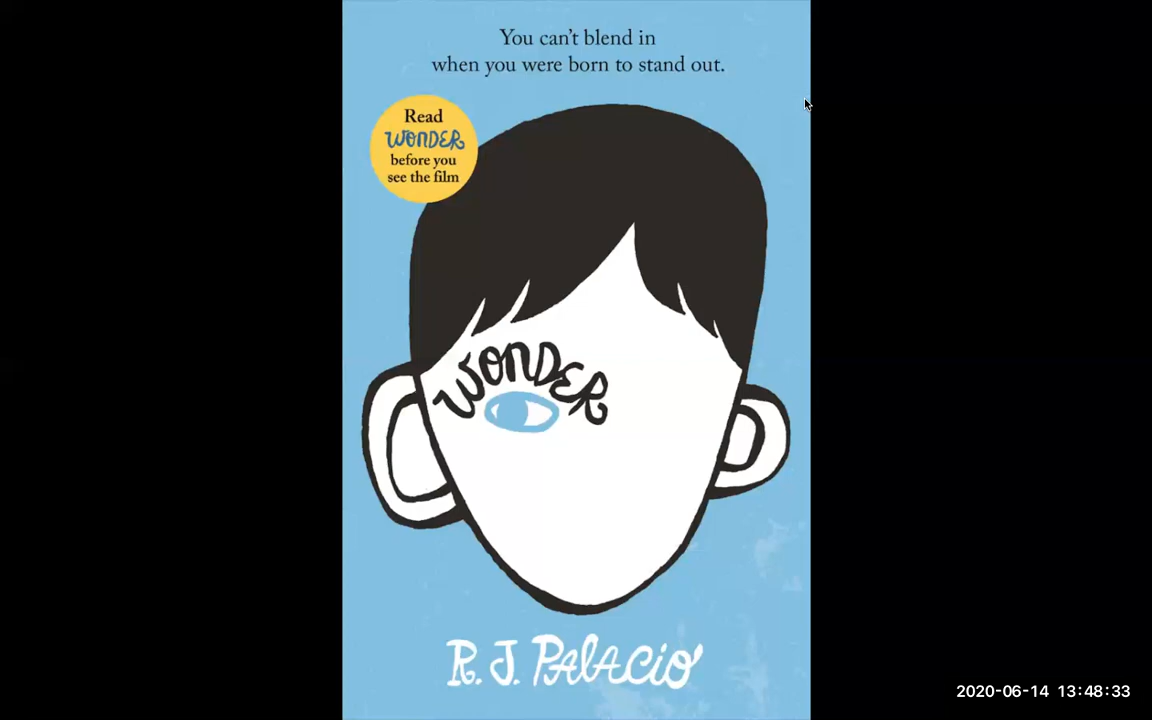 You can't blend in
when you were born to stand out.
Read
WONDER
before you
see the film
WONDER
R. J. PALACIO
2020-06-14 13:48:33